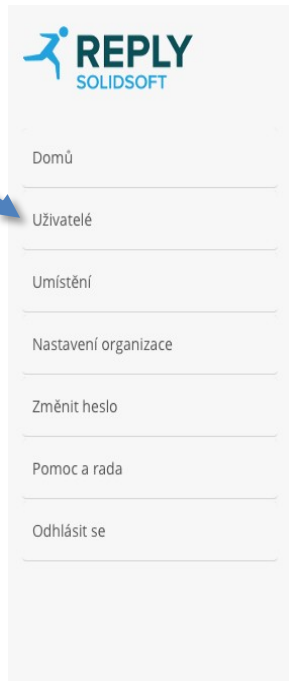 REPLY
SOLIDSOFT
Domů
Uživatelé
Umístění
Nastavení organizace
Změnit heslo
Pomoc a rada
Odhlásit se